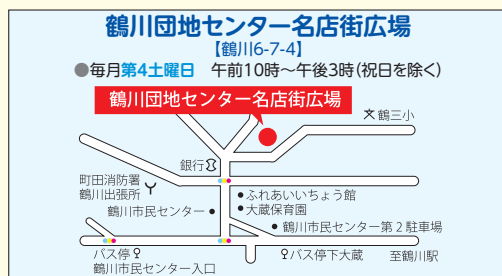 鶴川団地センター名店街広場
【鶴川6-7-4】
●毎月第4土曜日 午前10時～午後3時(祝日を除く)
鶴川団地センター名店街広場
鶴三小
銀行
町田消防署
鶴川出張所
ふれあいいちょう館
大蔵保育園
鶴川市民センター
鶴川市民センター第2駐車場
バス停
鶴川市民センター入口
バス停下大蔵
至鶴川駅